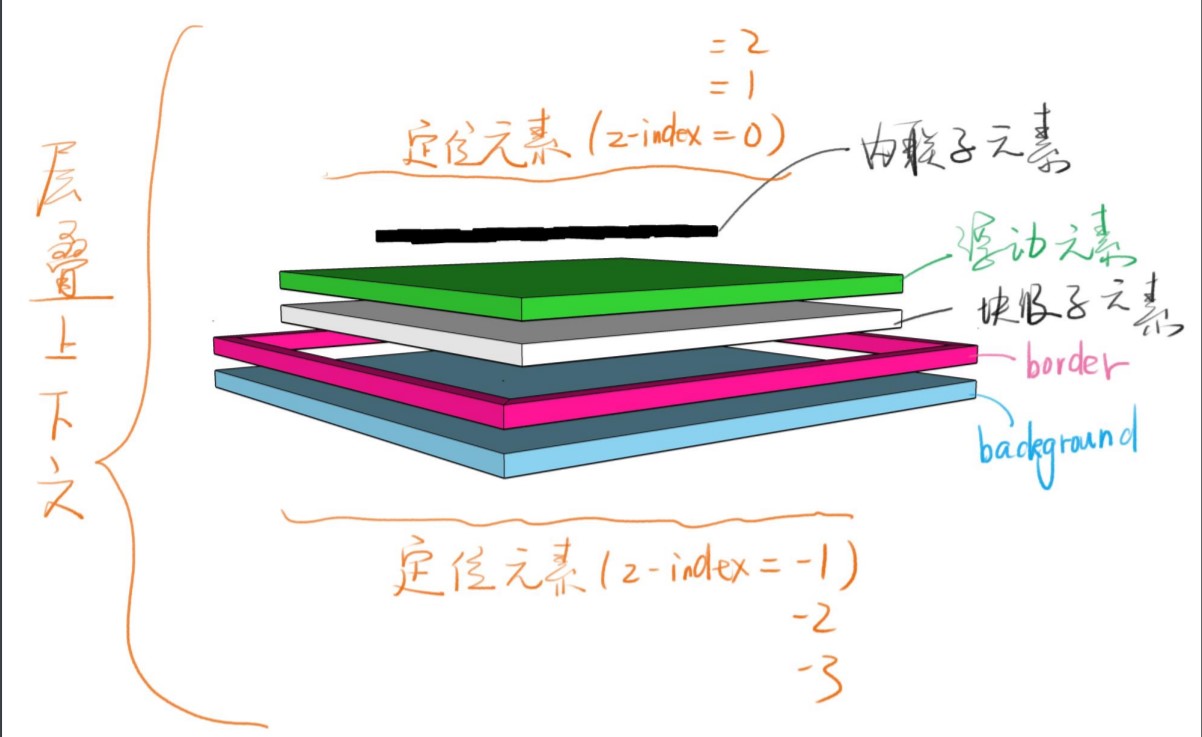 = 2
= 1
定位元素 (z-index = 0)
内联子元素
浮动元素
块级子元素
border
background
层叠上下文
定位元素 (z-index = -1)
-2
-3